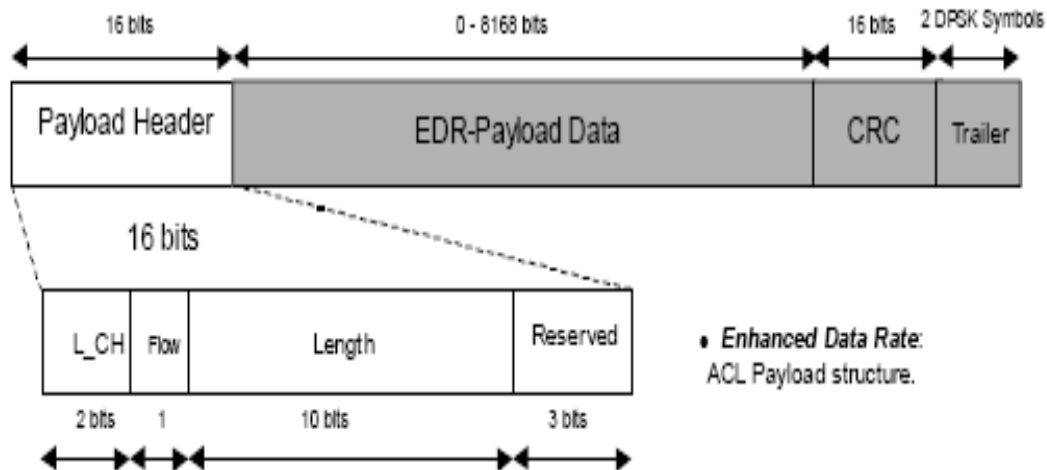 16 bits 0 - 8168 bits 16 bits 2 DPSK Symbols
Payload Header EDR-Payload Data CRC Trailer
16 bits
L_CH Flow Length Reserved
• Enhanced Data Rate:
ACL Payload structure.
2 bits 1 10 bits 3 bits